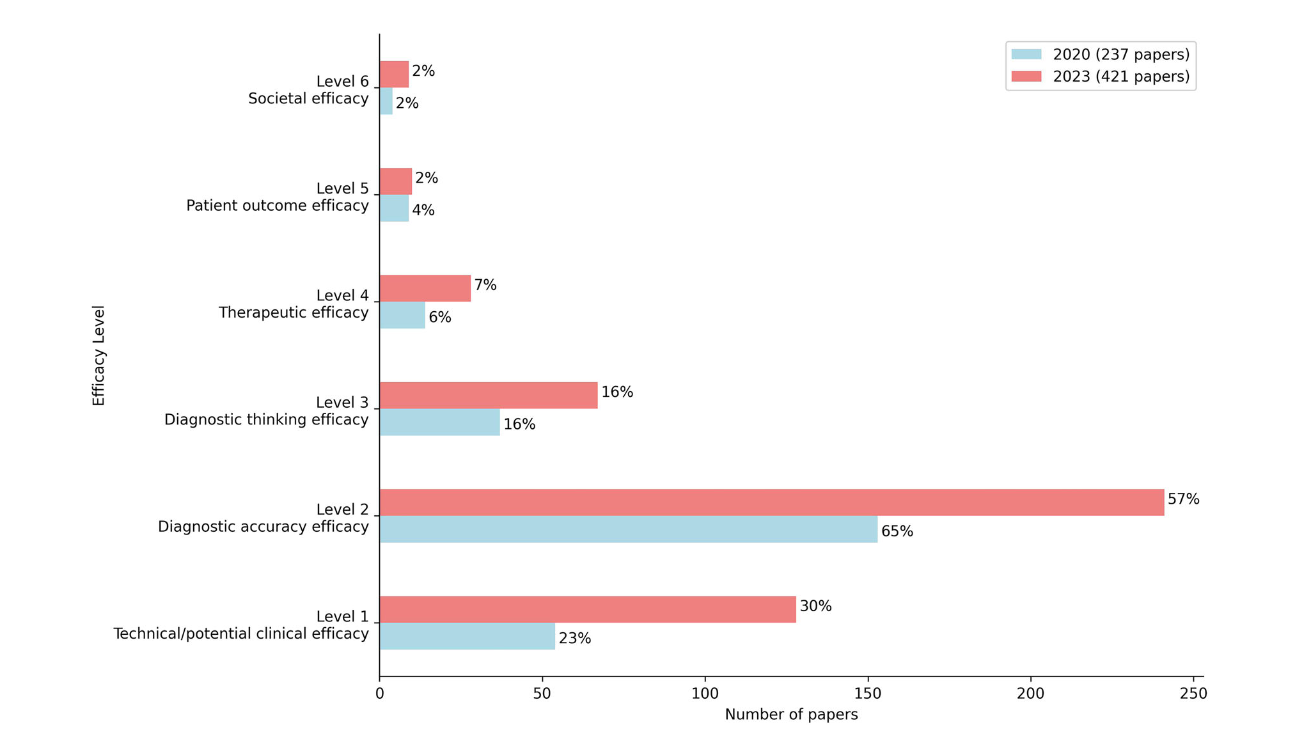 2020 (237 papers)
2023 (421 papers)
Efficacy Level
Level 6
Societal efficacy
2%
2%
Level 5
Patient outcome efficacy
2%
4%
Level 4
Therapeutic efficacy
7%
6%
Level 3
Diagnostic thinking efficacy
16%
16%
Level 2
Diagnostic accuracy efficacy
57%
65%
Level 1
Technical/potential clinical efficacy
30%
23%
0 50 100 150 200 250
Number of papers